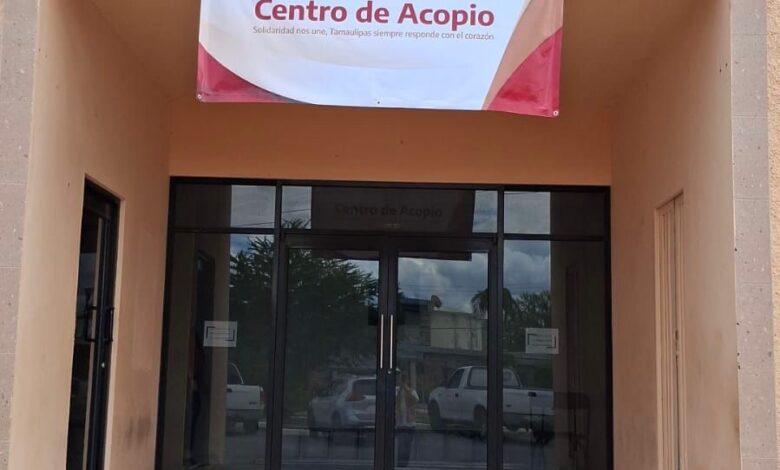 Centro de Acopio
Solidaridad nos une, Tamaulipas siempre responde con el corazón
Centro de Acopio